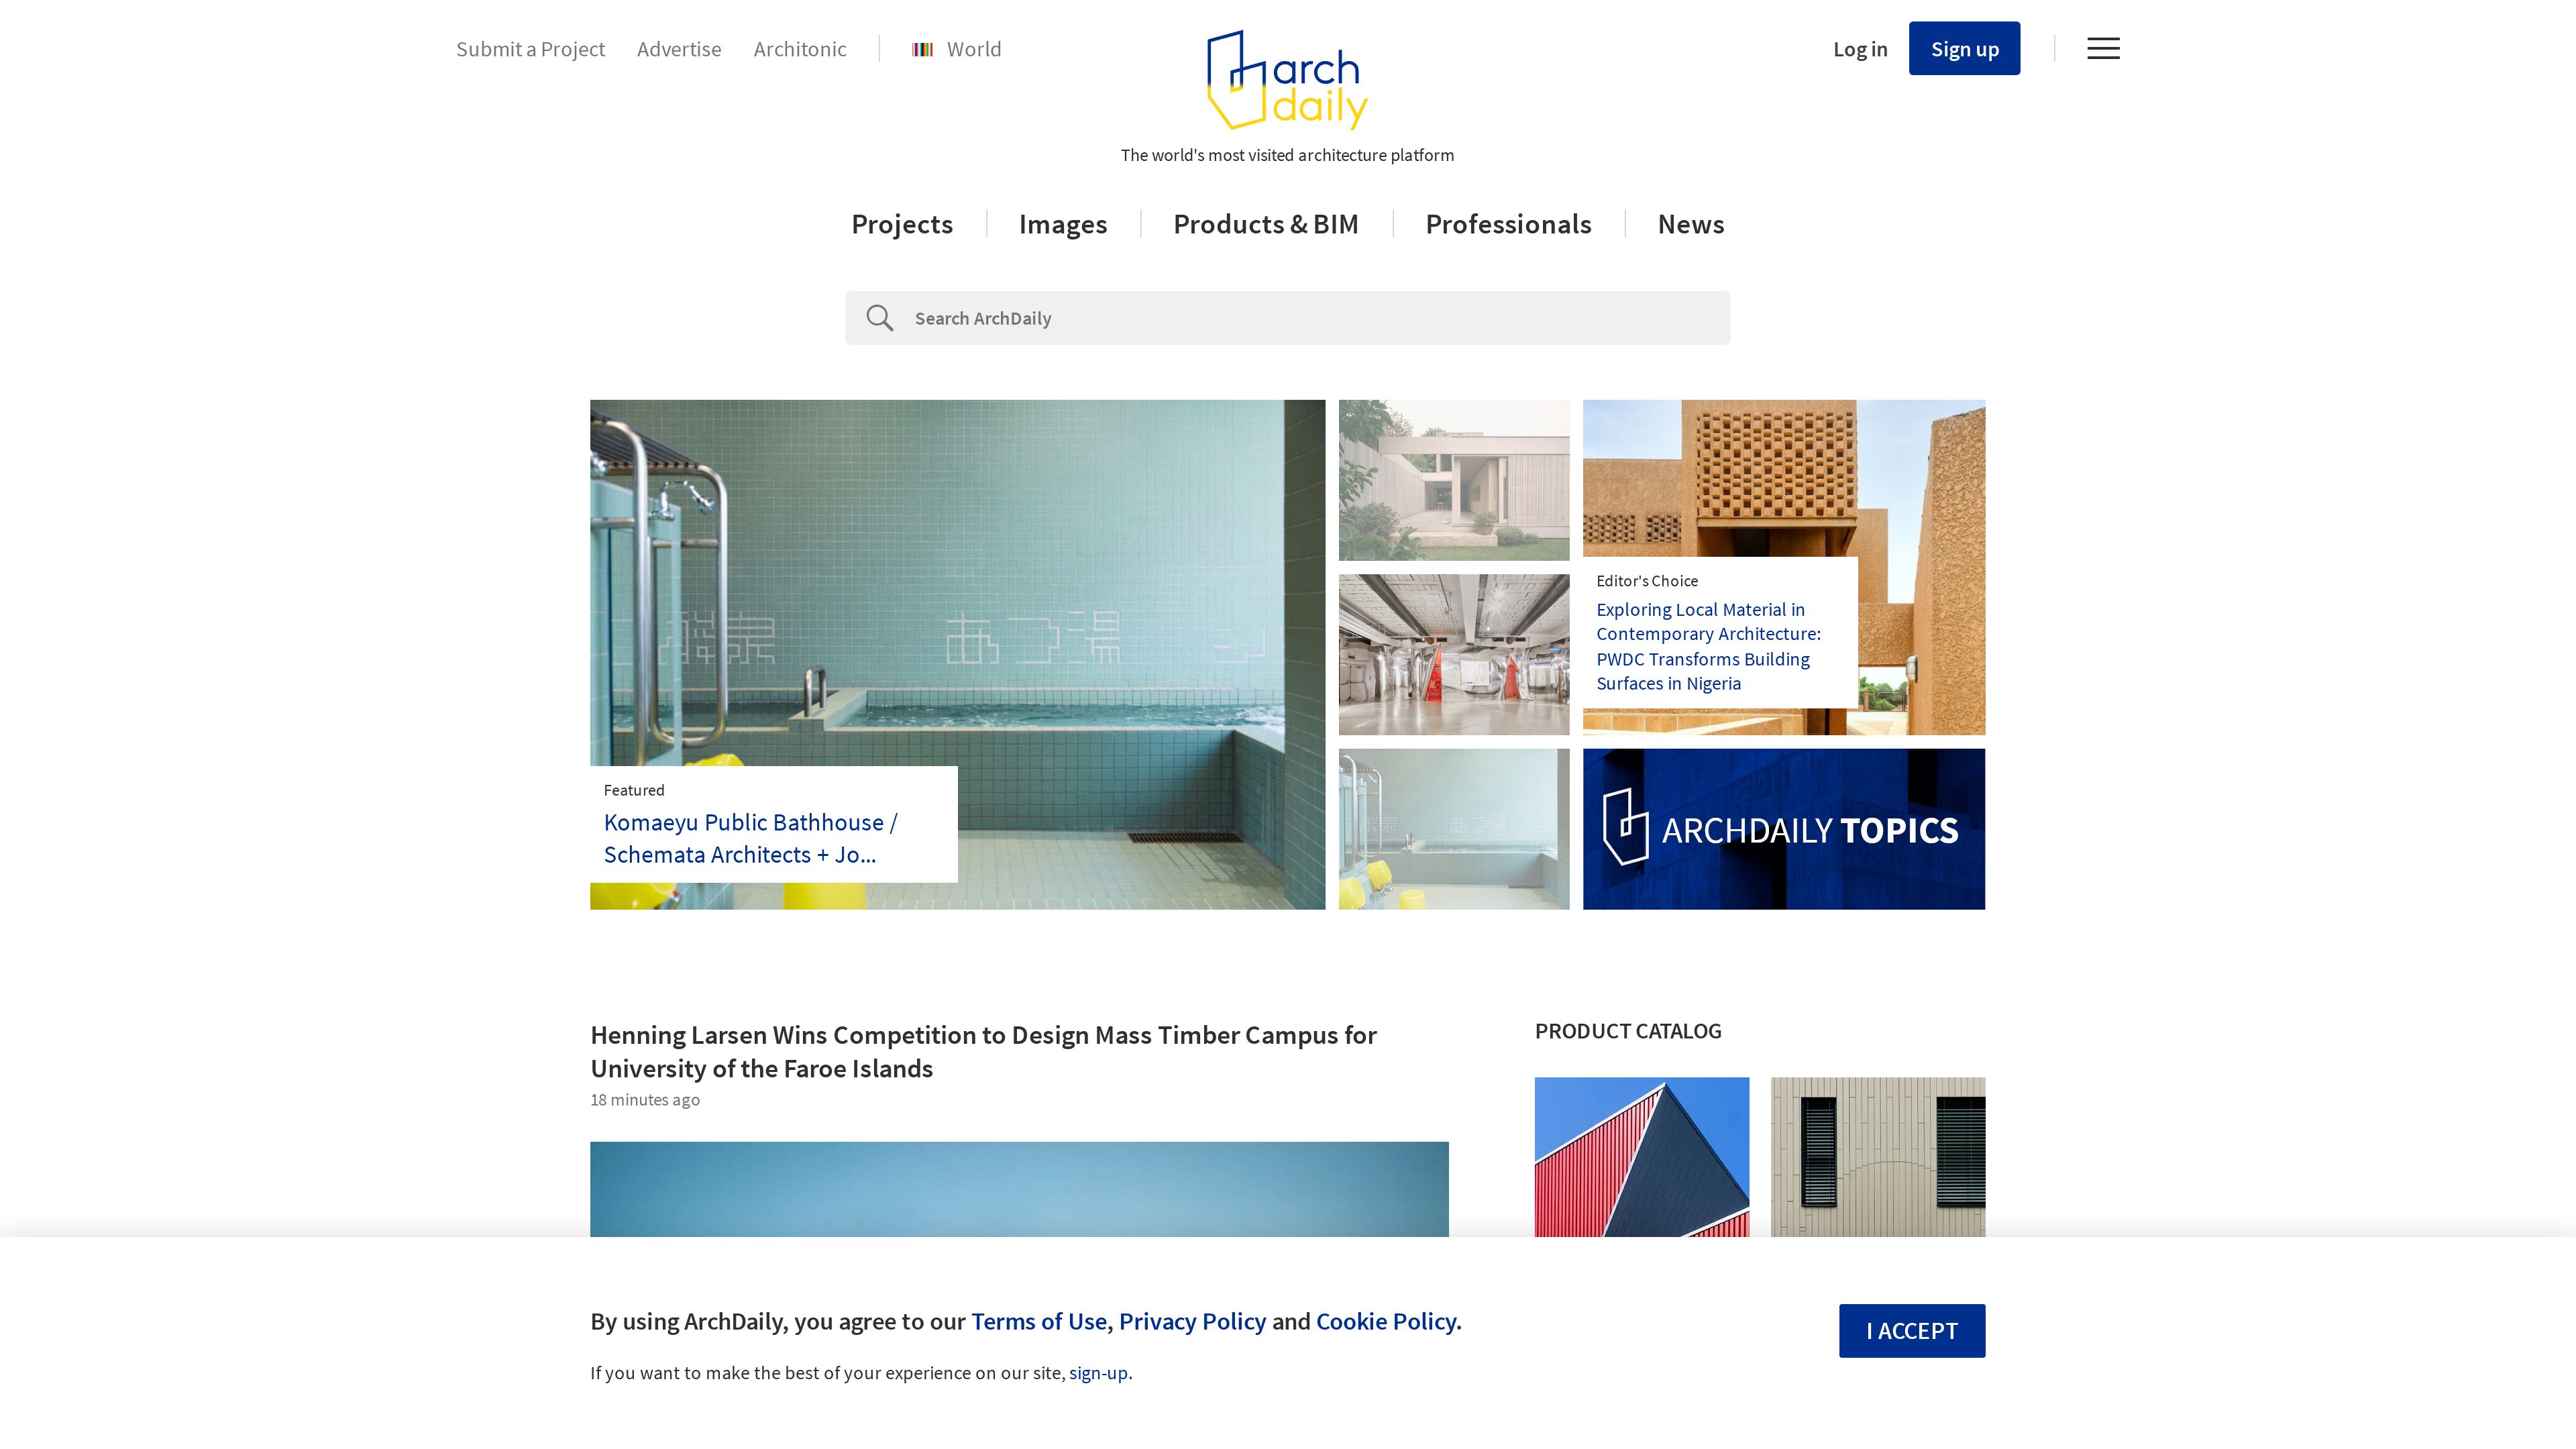 Submit a Project
Advertise
Architonic
World
arch
daily
Log in
Sign up
The world's most visited architecture platform
Projects
Images
Products & BIM
Professionals
News
Search ArchDaily
Featured
Komaeyu Public Bathhouse /
Schemata Architects + Jo...
Editor's Choice
Exploring Local Material in
Contemporary Architecture:
PWDC Transforms Building
Surfaces in Nigeria
ARCHDAILY TOPICS
Henning Larsen Wins Competition to Design Mass Timber Campus for
University of the Faroe Islands
18 minutes ago
PRODUCT CATALOG
By using ArchDaily, you agree to our Terms of Use, Privacy Policy and Cookie Policy.
If you want to make the best of your experience on our site, sign-up.
I ACCEPT